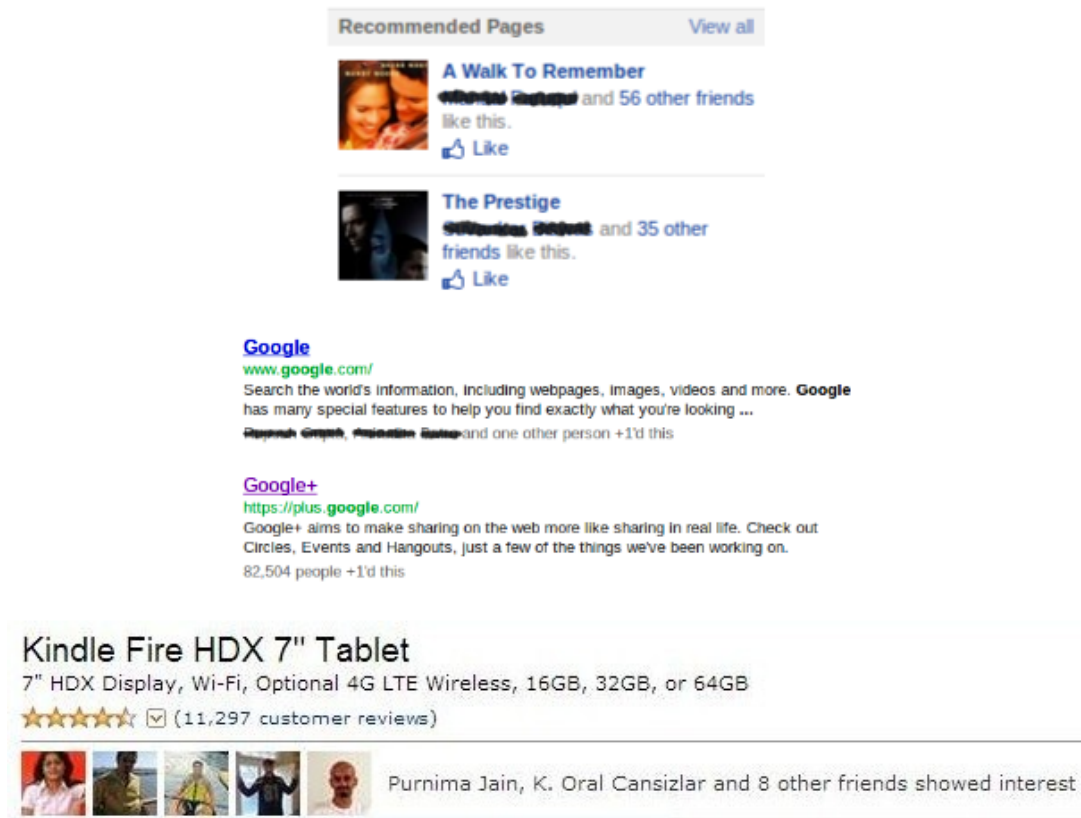 Recommended Pages View all
A Walk To Remember
and 56 other friends
like this.
Like
The Prestige
and 35 other
friends like this.
Like
Google
www.google.com/
Search the world's information, including webpages, images, videos and more. Google
has many special features to help you find exactly what you're looking ...
and one other person +1'd this
Google+
https://plus.google.com/
Google+ aims to make sharing on the web more like sharing in real life. Check out
Circles, Events and Hangouts, just a few of the things we've been working on.
82,504 people +1'd this
Kindle Fire HDX 7" Tablet
7" HDX Display, Wi-Fi, Optional 4G LTE Wireless, 16GB, 32GB, or 64GB
(11,297 customer reviews)
Purnima Jain, K. Oral Cansizlar and 8 other friends showed interest